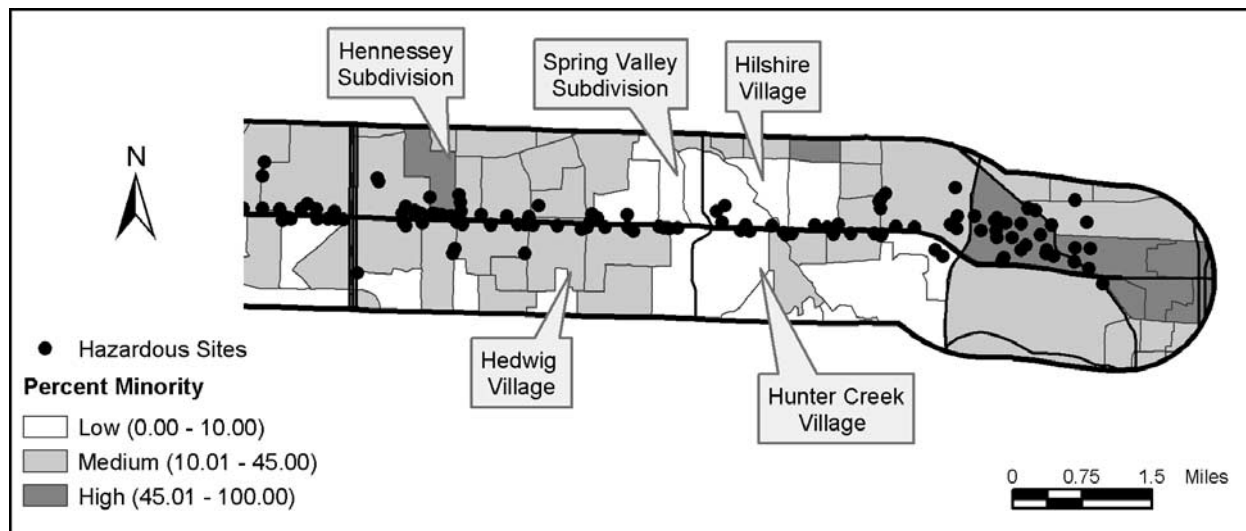 Hennessey
Subdivision
Spring Valley
Subdivision
Hilshire
Village
N
Hedwig
Village
Hunter Creek
Village
Hazardous Sites
Percent Minority
Low (0.00 - 10.00)
Medium (10.01 - 45.00)
High (45.01 - 100.00)
0 0.75 1.5 Miles